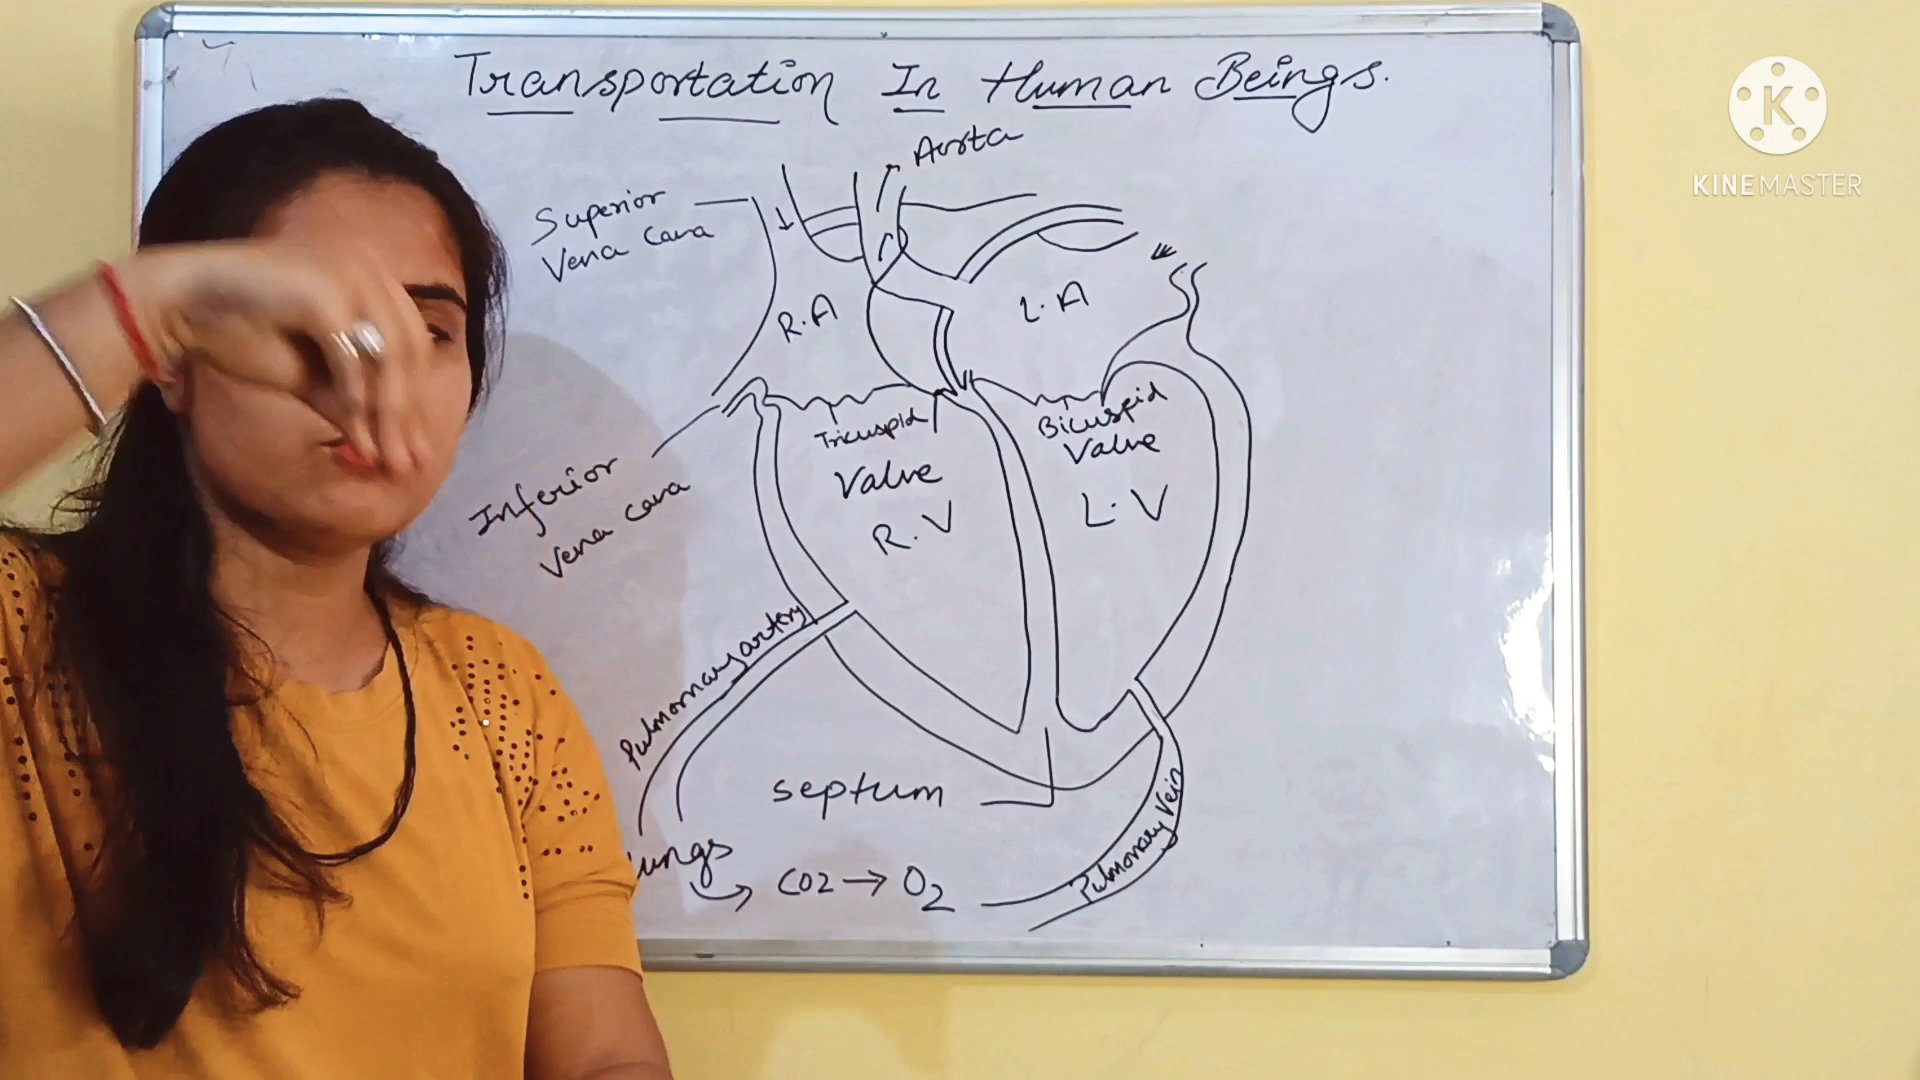 Transportation In Human Beings.
Aorta
Superior
Vena Cava
R.A
L.A
Tricuspid
Valve
R.V
Bicuspid
Valve
L.V
Inferior
Vena Cava
Pulmonary artery
septum
Lungs
CO2 → O2
Pulmonary Vein
K
KINEMASTER